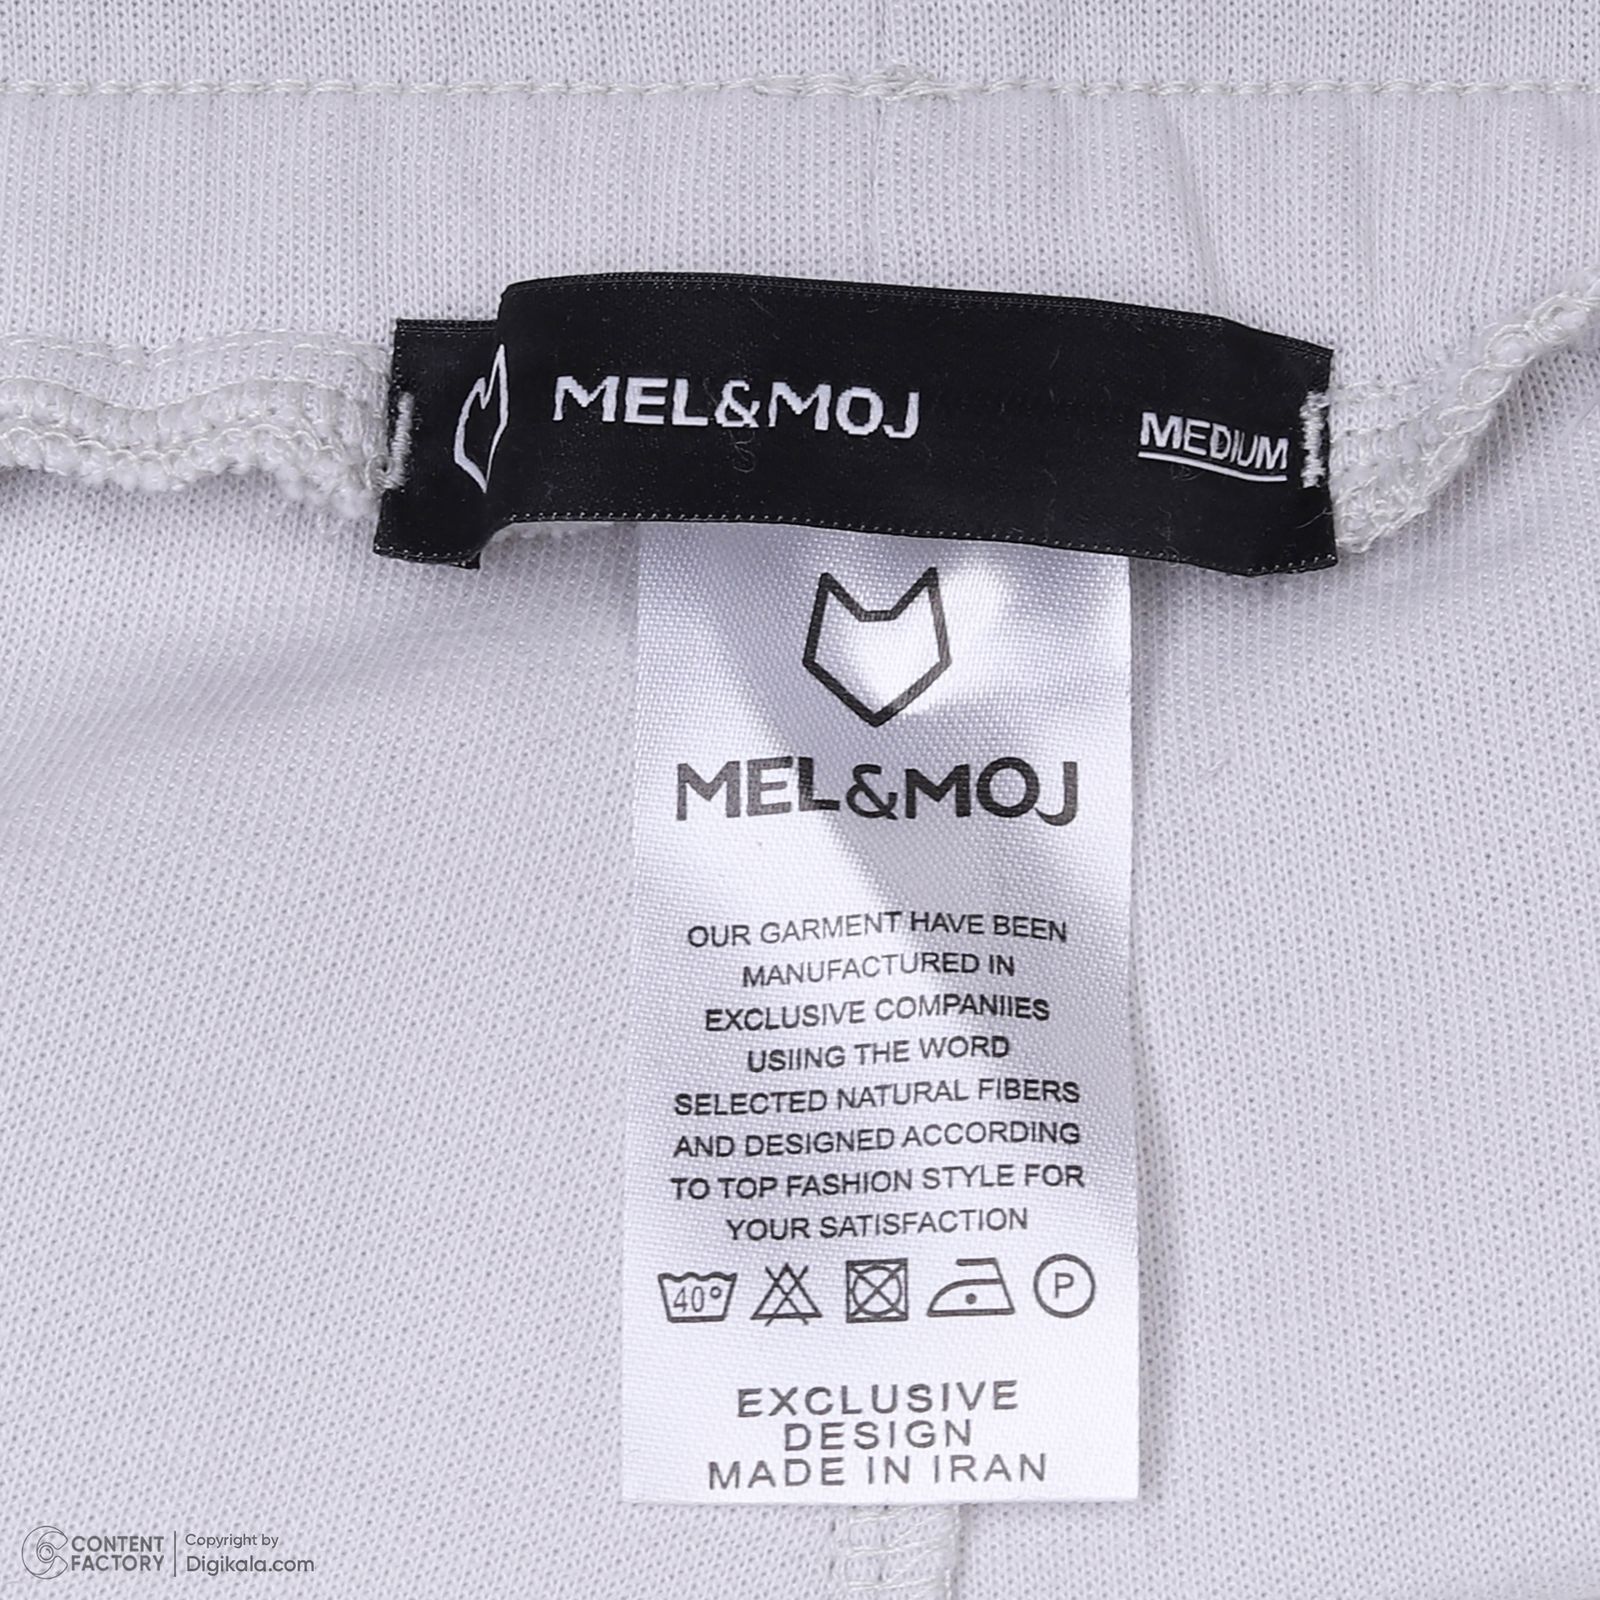 MEL&MOJ
MEDIUM
MEL&MOJ
OUR GARMENT HAVE BEEN
MANUFACTURED IN
EXCLUSIVE COMPANIIES
USIING THE WORD
SELECTED NATURAL FIBERS
AND DESIGNED ACCORDING
TO TOP FASHION STYLE FOR
YOUR SATISFACTION
40° P
EXCLUSIVE
DESIGN
MADE IN IRAN
CONTENT
FACTORY
Copyright by
Digikala.com